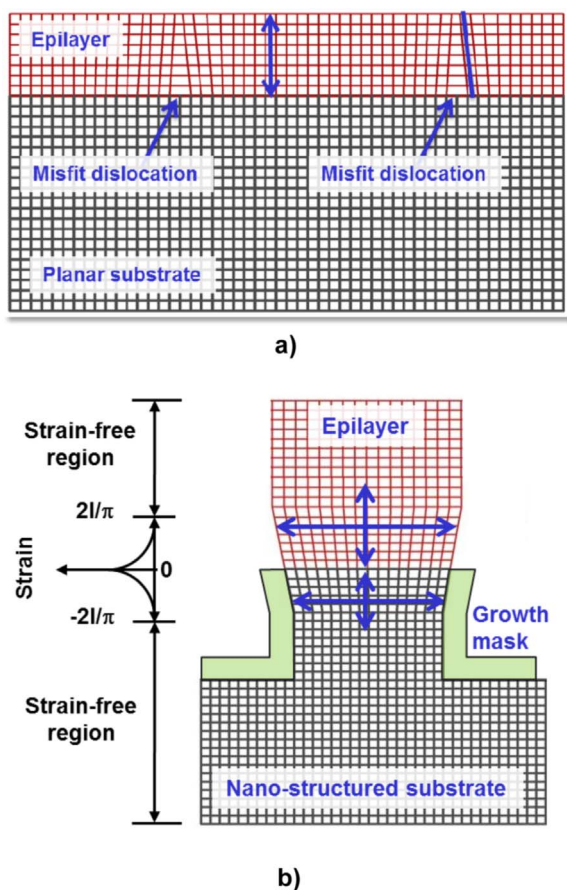 Epilayer
Misfit dislocation
Misfit dislocation
Planar substrate
a)
Strain-free
region
Epilayer
2l/π
Strain
0
-2l/π
Growth
mask
Strain-free
region
Nano-structured substrate
b)